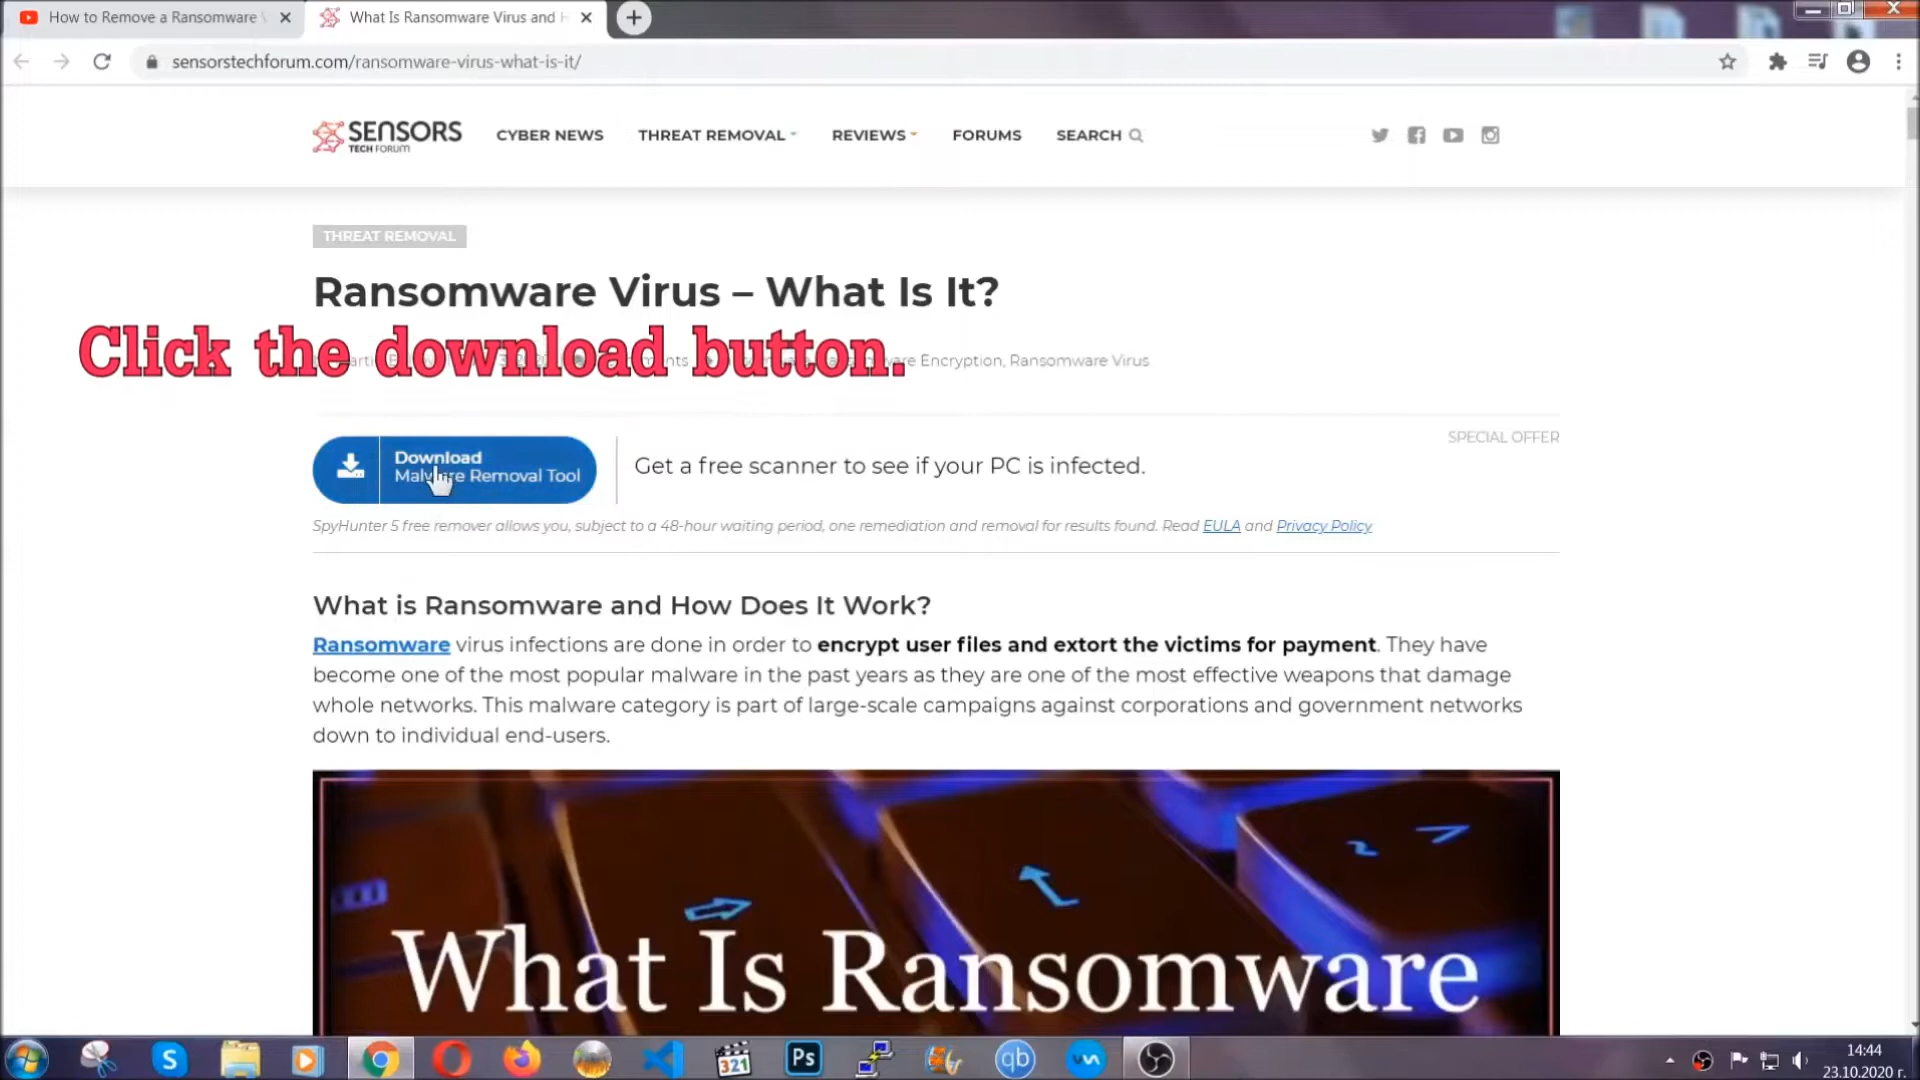 How to Remove a Ransomware
What Is Ransomware Virus and
sensorstechforum.com/ransomware-virus-what-is-it/
SENSORS
TECH FORUM
CYBER NEWS
THREAT REMOVAL
REVIEWS
FORUMS
SEARCH
THREAT REMOVAL
Ransomware Virus – What Is It?
Click the download button.
Encryption, Ransomware Virus
SPECIAL OFFER
Download
Malware Removal Tool
Get a free scanner to see if your PC is infected.
SpyHunter 5 free remover allows you, subject to a 48-hour waiting period, one remediation and removal for results found. Read EULA and Privacy Policy
What is Ransomware and How Does It Work?
Ransomware virus infections are done in order to encrypt user files and extort the victims for payment. They have
become one of the most popular malware in the past years as they are one of the most effective weapons that damage
whole networks. This malware category is part of large-scale campaigns against corporations and government networks
down to individual end-users.
What Is Ransomware
S
321
Ps
qb
14:44
23.10.2020 г.